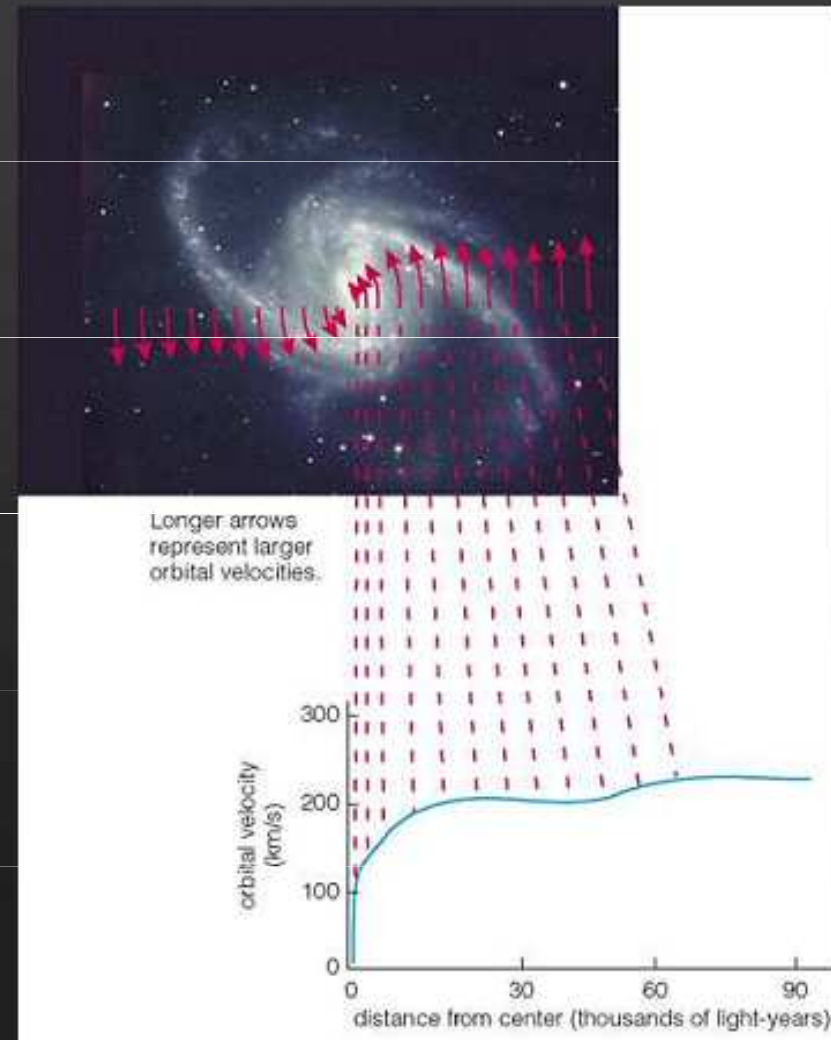 Longer arrows
represent larger
orbital velocities.
300
200
100
0
orbital velocity
(km/s)
0 30 60 90
distance from center (thousands of light-years)